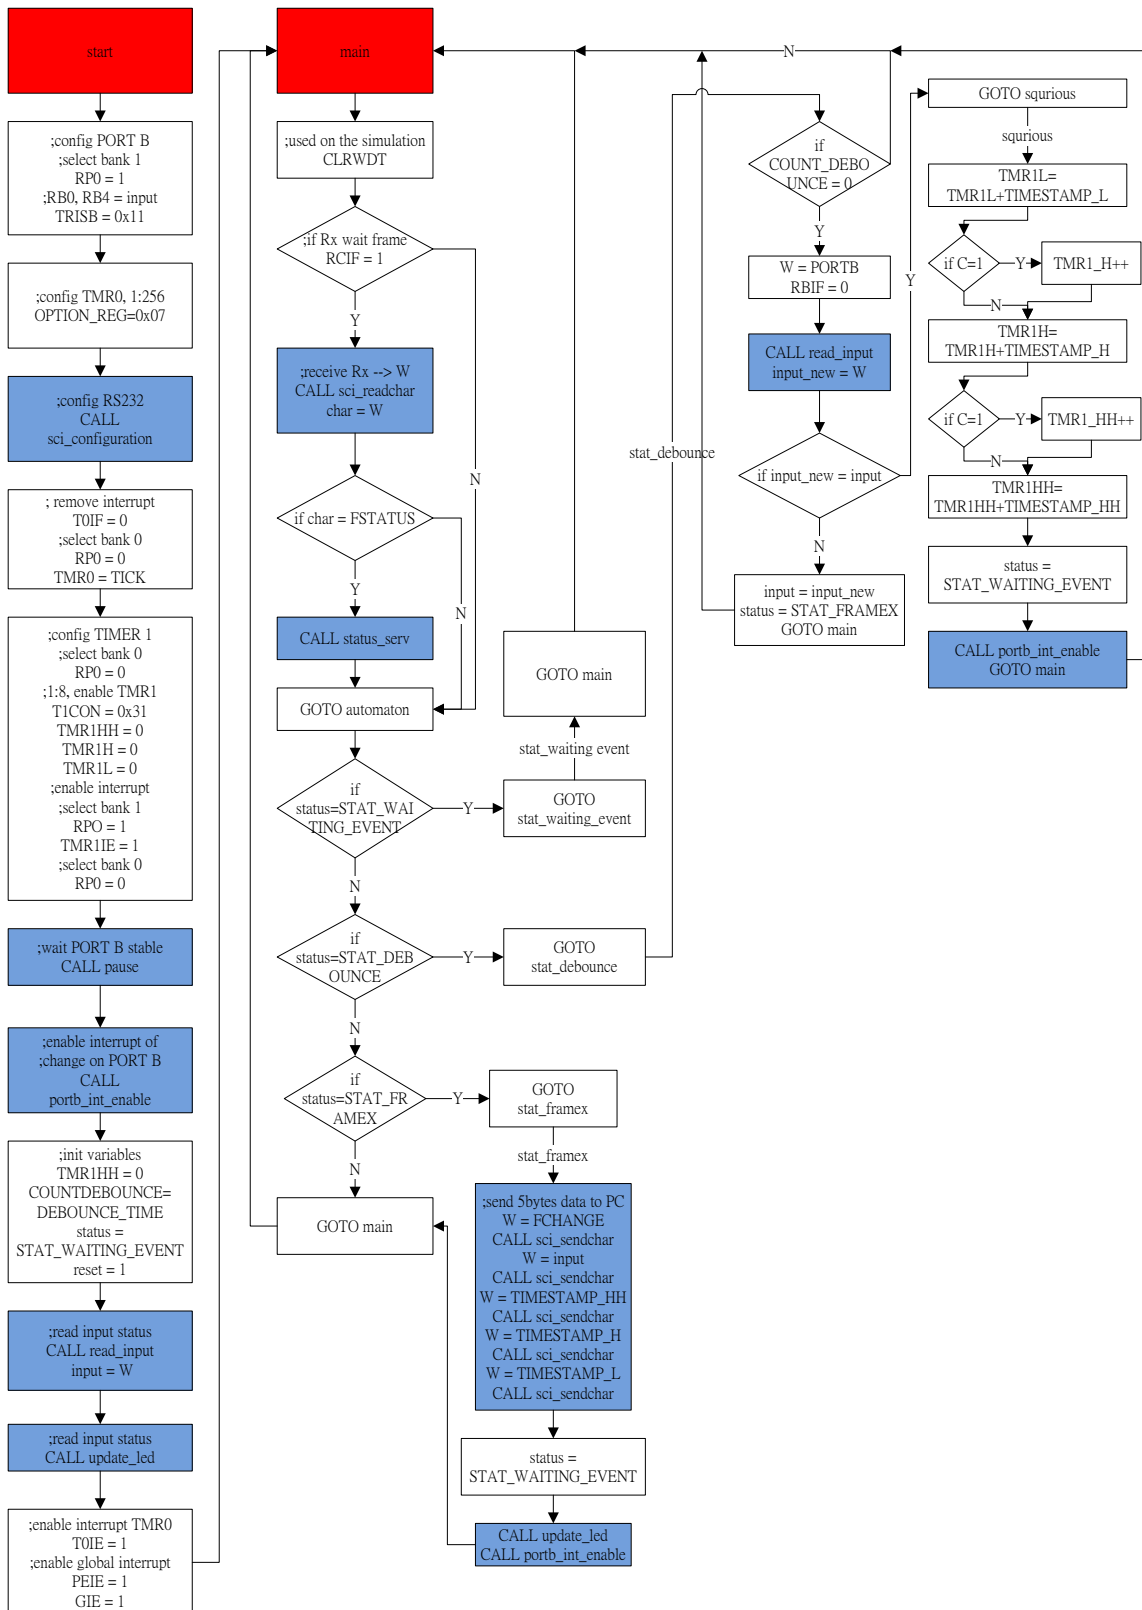 start
;config PORT B
;select bank 1
RP0 = 1
;RB0, RB4 = input
TRISB = 0x11
;config TMR0, 1:256
OPTION_REG=0x07
;config RS232
CALL
sci_configuration
; remove interrupt
T0IF = 0
;select bank 0
RP0 = 0
TMR0 = TICK
;config TIMER 1
;select bank 0
RP0 = 0
;1:8, enable TMR1
T1CON = 0x31
TMR1HH = 0
TMR1H = 0
TMR1L = 0
;enable interrupt
;select bank 1
RPO = 1
TMR1IE = 1
;select bank 0
RP0 = 0
;wait PORT B stable
CALL pause
;enable interrupt of
;change on PORT B
CALL
portb_int_enable
;init variables
TMR1HH = 0
COUNTDEBOUNCE=
DEBOUNCE_TIME
status =
STAT_WAITING_EVENT
reset = 1
;read input status
CALL read_input
input = W
;read input status
CALL update_led
;enable interrupt TMR0
T0IE = 1
;enable global interrupt
PEIE = 1
GIE = 1
main
;used on the simulation
CLRWDT
;if Rx wait frame
RCIF = 1
Y
N
;receive Rx --> W
CALL sci_readchar
char = W
if char = FSTATUS
Y
N
CALL status_serv
GOTO automaton
if
status=STAT_WAI
TING_EVENT
Y
GOTO
stat_waiting_event
stat_waiting event
GOTO main
N
if
status=STAT_DEB
OUNCE
Y
GOTO
stat_debounce
stat_debounce
N
if
status=STAT_FR
AMEX
Y
GOTO
stat_framex
stat_framex
N
GOTO main
;send 5bytes data to PC
W = FCHANGE
CALL sci_sendchar
W = input
CALL sci_sendchar
W = TIMESTAMP_HH
CALL sci_sendchar
W = TIMESTAMP_H
CALL sci_sendchar
W = TIMESTAMP_L
CALL sci_sendchar
status =
STAT_WAITING_EVENT
CALL update_led
CALL portb_int_enable
N
if
COUNT_DEBO
UNCE = 0
Y
W = PORTB
RBIF = 0
CALL read_input
input_new = W
if input_new = input
Y
N
input = input_new
status = STAT_FRAMEX
GOTO main
GOTO squrious
squrious
TMR1L=
TMR1L+TIMESTAMP_L
if C=1
Y
TMR1_H++
N
TMR1H=
TMR1H+TIMESTAMP_H
if C=1
Y
TMR1_HH++
N
TMR1HH=
TMR1HH+TIMESTAMP_HH
status =
STAT_WAITING_EVENT
CALL portb_int_enable
GOTO main